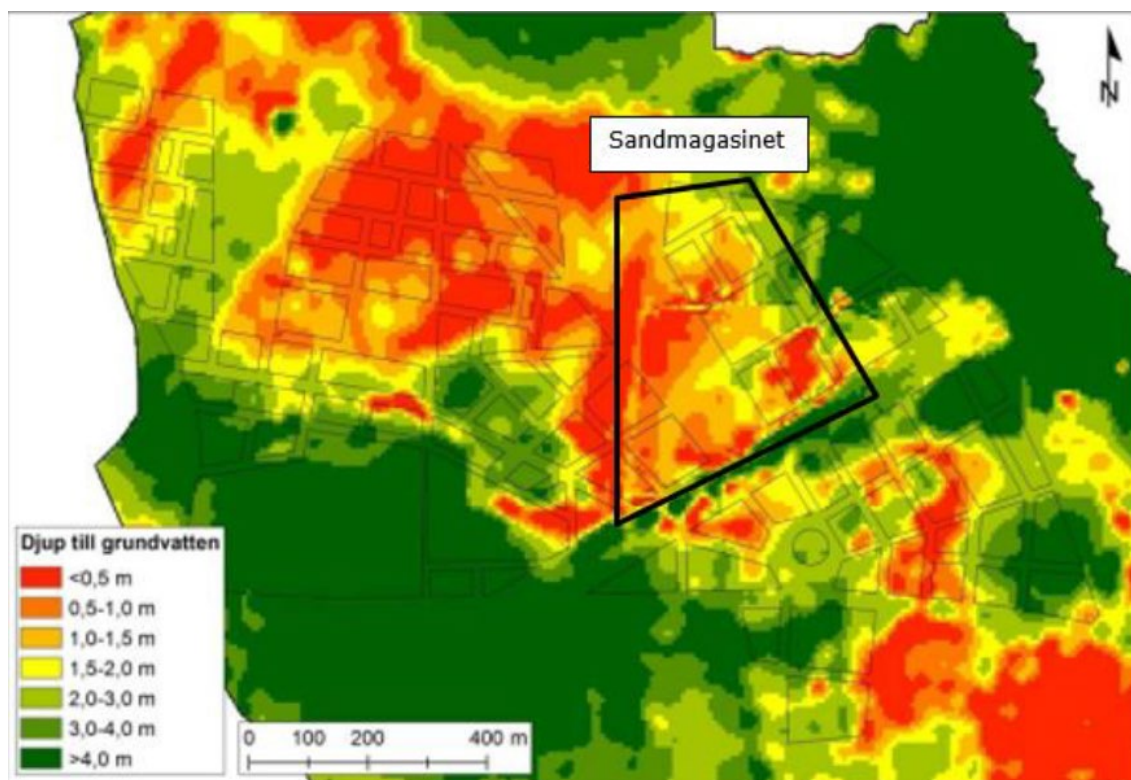 Sandmagasinet
N
Djup till grundvatten
<0,5 m
0,5-1,0 m
1,0-1,5 m
1,5-2,0 m
2,0-3,0 m
3,0-4,0 m
>4,0 m
0 100 200 400 m